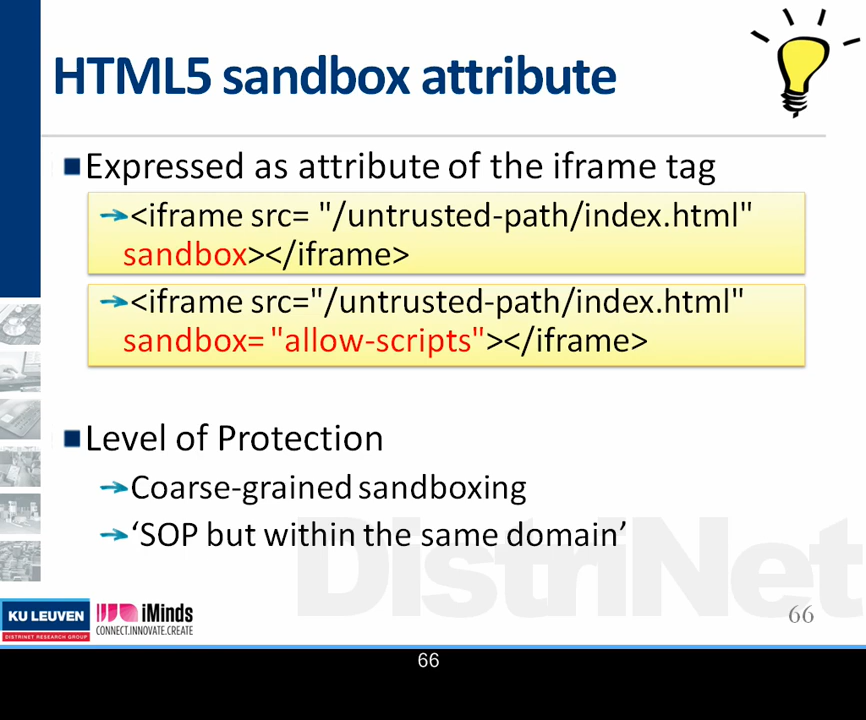 HTML5 sandbox attribute
Expressed as attribute of the iframe tag
<iframe src= "/untrusted-path/index.html"
sandbox></iframe>
<iframe src="/untrusted-path/index.html"
sandbox= "allow-scripts"></iframe>
Level of Protection
Coarse-grained sandboxing
‘SOP but within the same domain’
DistriNet
KU LEUVEN
DISTRINET RESEARCH GROUP
iMinds
CONNECT.INNOVATE.CREATE
66
66